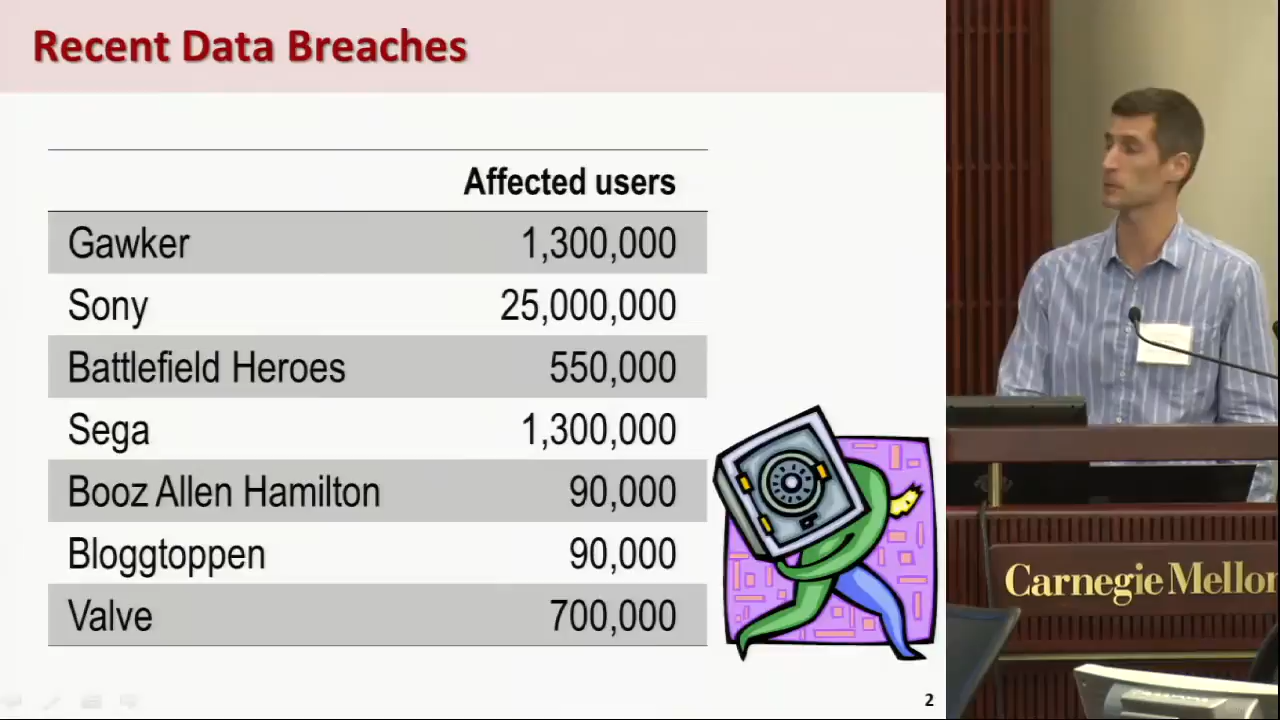 Recent Data Breaches
Affected users
Gawker 1,300,000
Sony 25,000,000
Battlefield Heroes 550,000
Sega 1,300,000
Booz Allen Hamilton 90,000
Bloggtoppen 90,000
Valve 700,000
2
Carnegie Mellon